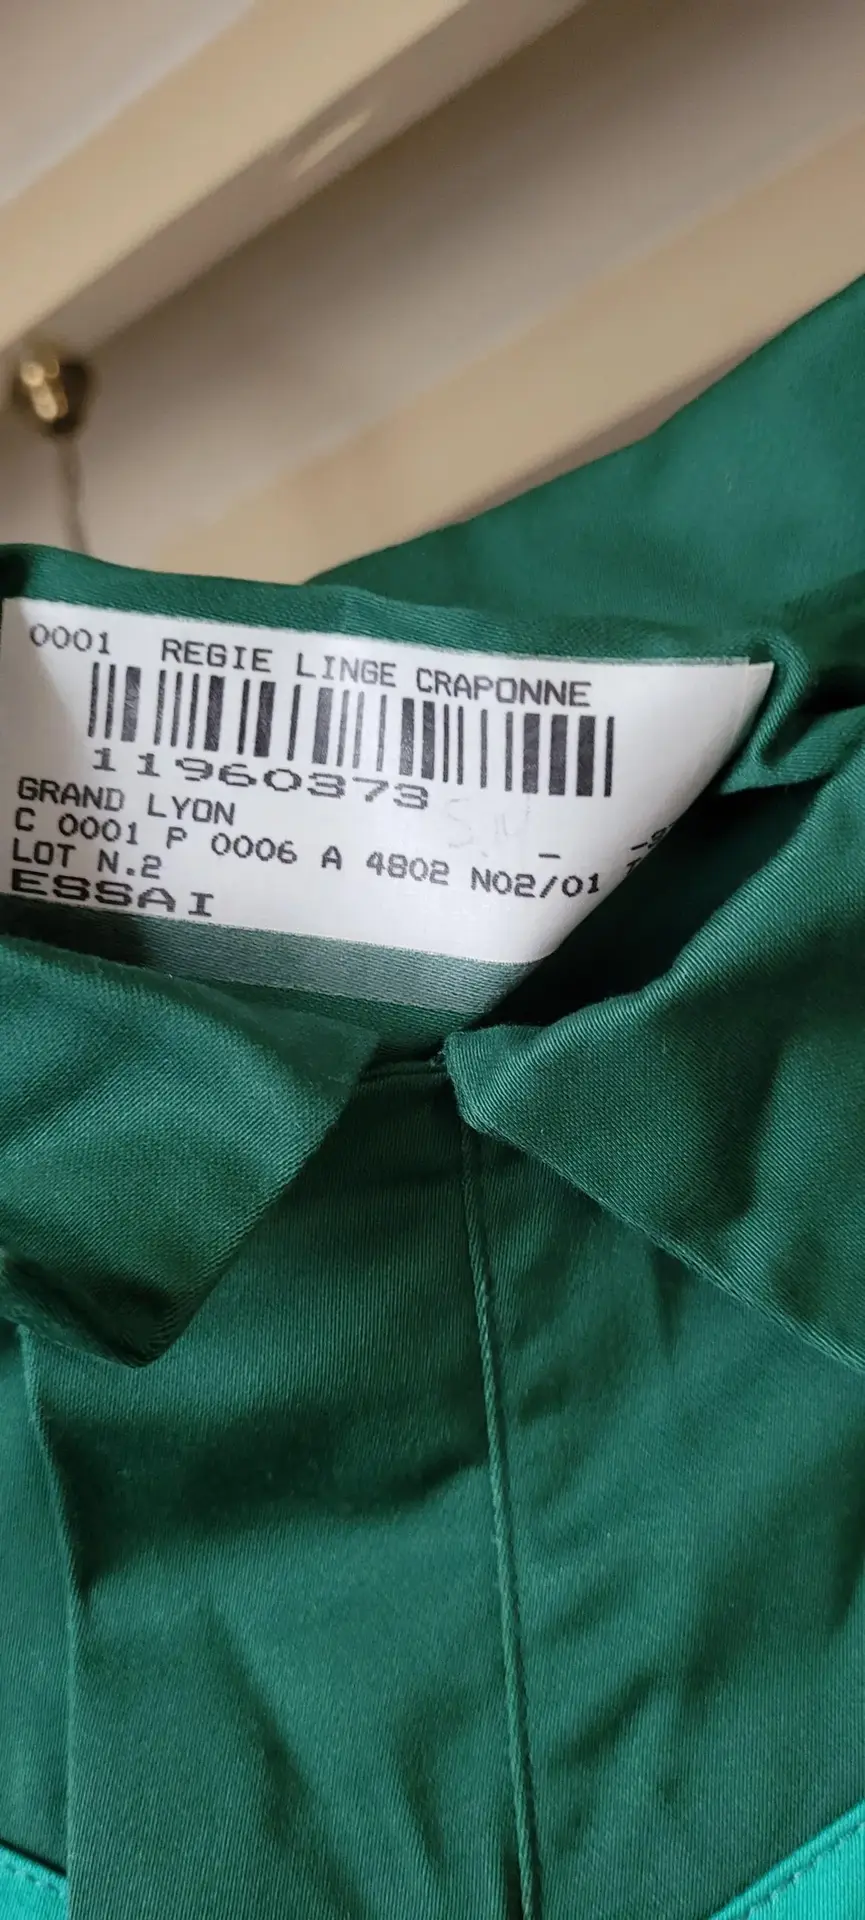 0001 REGIE LINGE CRAPONNE
11960373
GRAND LYON
C 0001 P 0006 A 4802 N02/01
LOT N.2
ESSAI